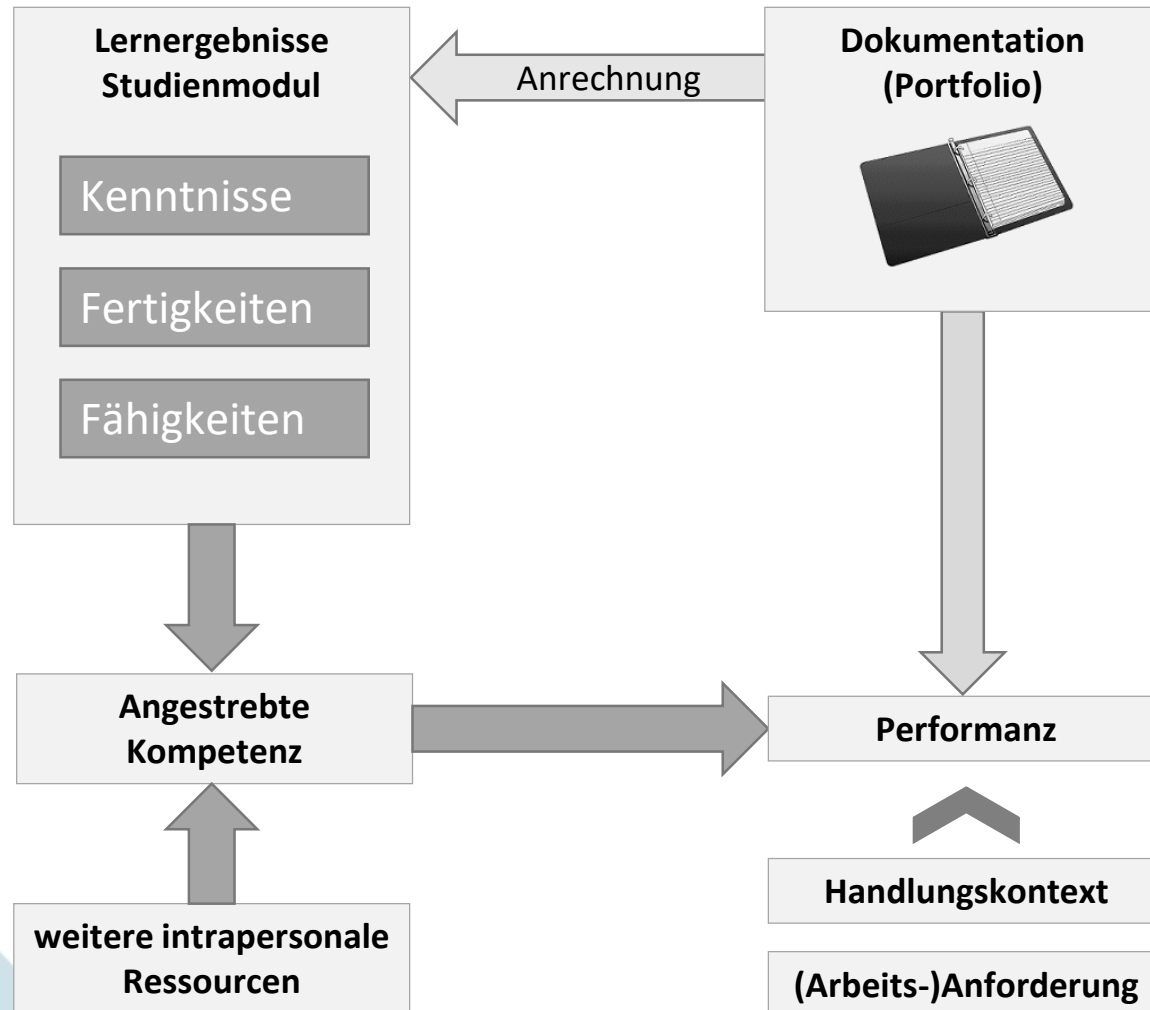 Lernergebnisse
Studienmodul
Kenntnisse
Fertigkeiten
Fähigkeiten
Anrechnung
Dokumentation
(Portfolio)
Angestrebte
Kompetenz
Performanz
weitere intrapersonale
Ressourcen
Handlungskontext
(Arbeits-)Anforderung